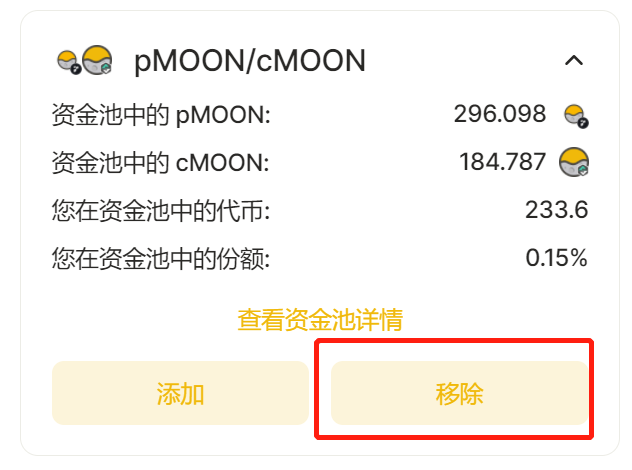 pMOON/cMOON
资金池中的 pMOON: 296.098
资金池中的 cMOON: 184.787
您在资金池中的代币: 233.6
您在资金池中的份额: 0.15%
查看资金池详情
添加 移除